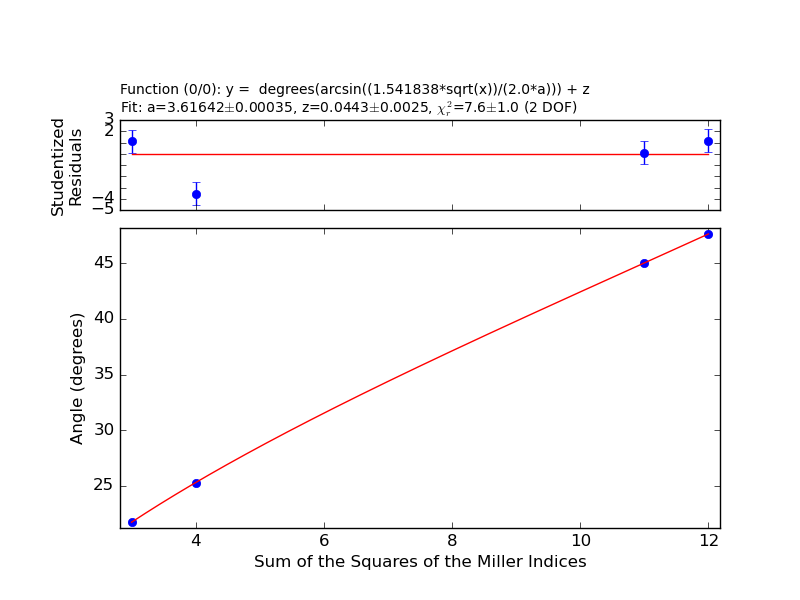 Function (0/0): y =  degrees(arcsin((1.541838*sqrt(x))/(2.0*a))) + z
Fit: a=3.61642±0.00035, z=0.0443±0.0025, χ²ᵣ=7.6±1.0 (2 DOF)
Studentized
Residuals
3
2
−4
−5
Angle (degrees)
45
40
35
30
25
4 6 8 10 12
Sum of the Squares of the Miller Indices